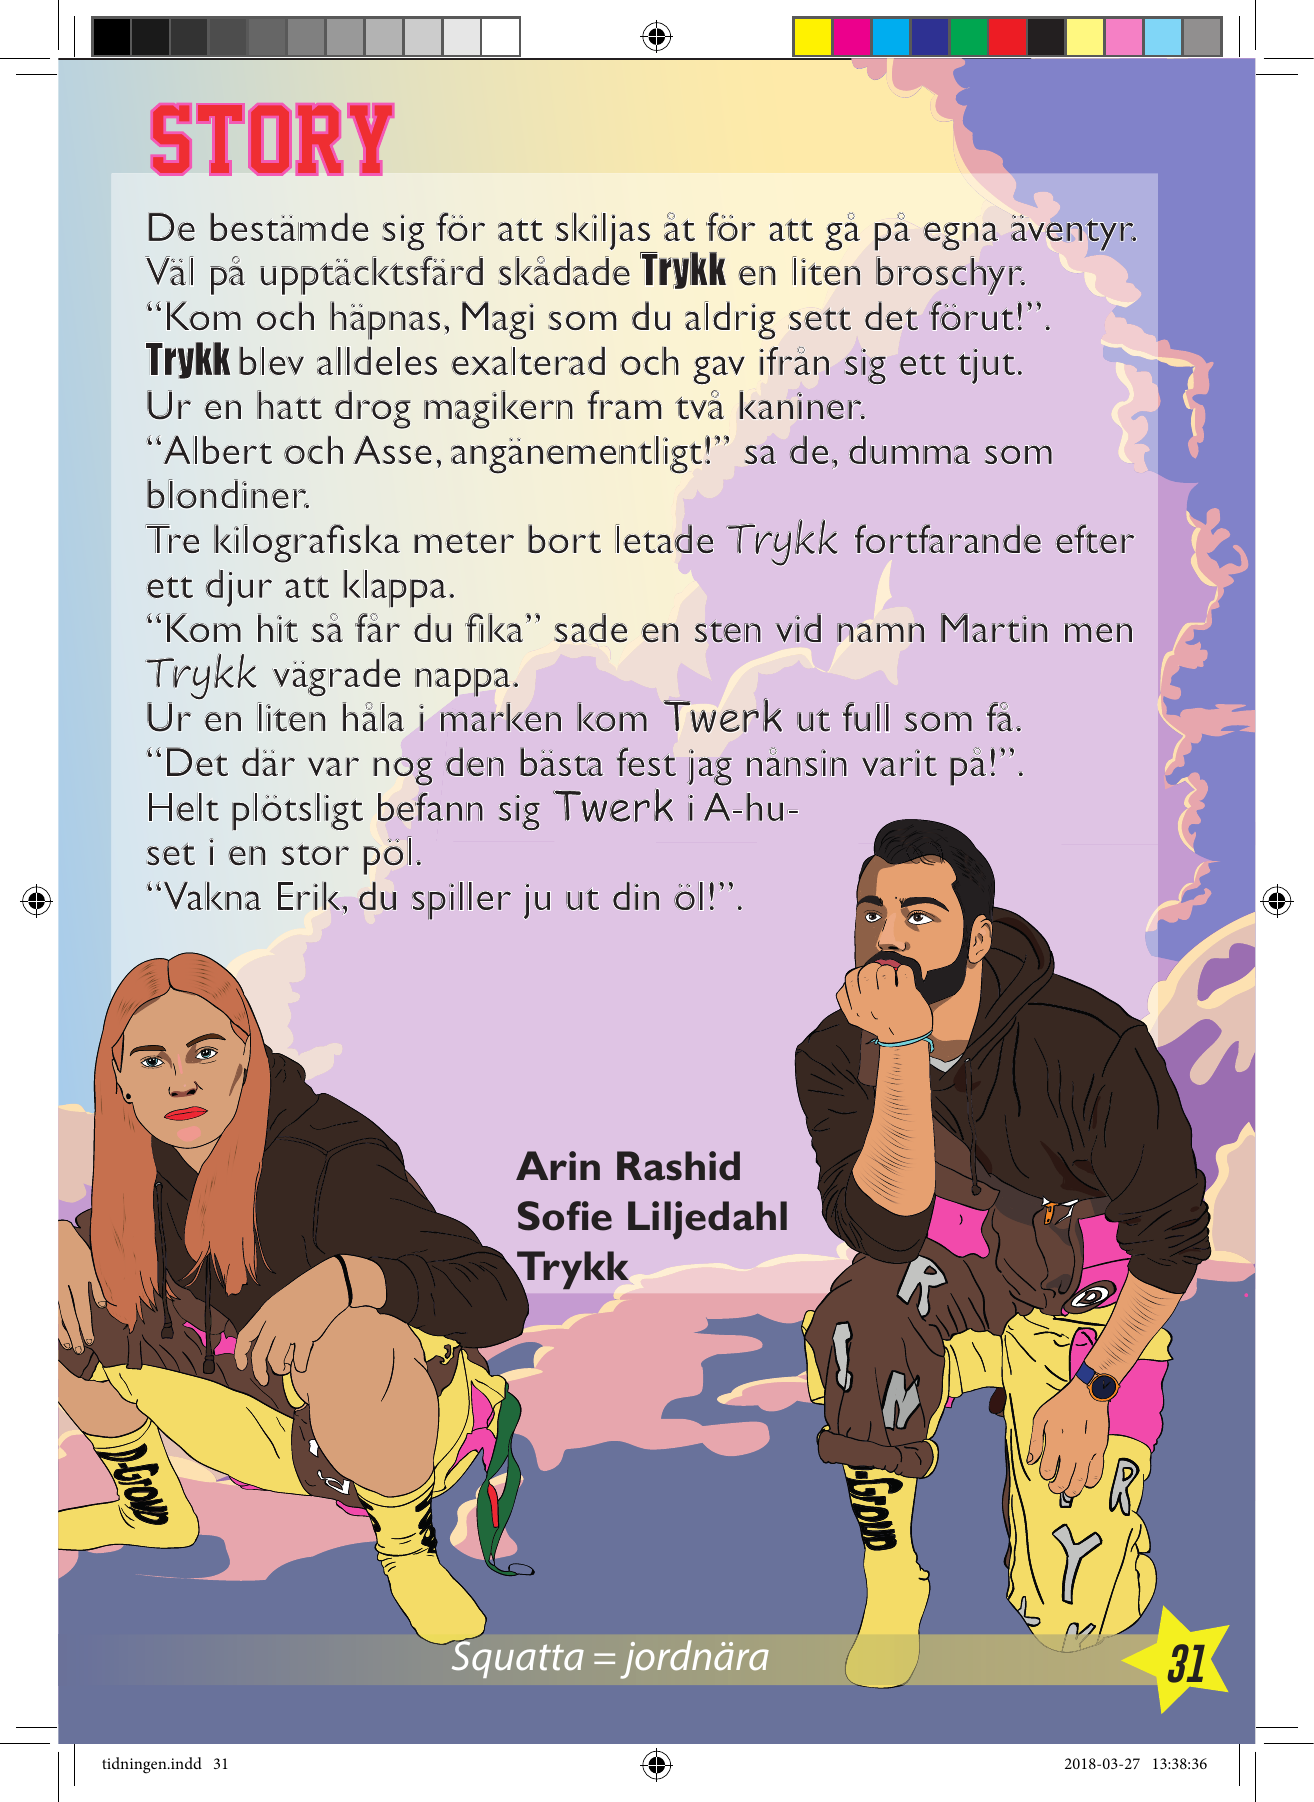 STORY
De bestämde sig för att skiljas åt för att gå på egna äventyr.
Väl på upptäcktsfärd skådade Trykk en liten broschyr.
“Kom och häpnas, Magi som du aldrig sett det förut!”.
Trykk blev alldeles exalterad och gav ifrån sig ett tjut.
Ur en hatt drog magikern fram två kaniner.
“Albert och Asse, angänementligt!” sa de, dumma som
blondiner.
Tre kilografiska meter bort letade Trykk fortfarande efter
ett djur att klappa.
“Kom hit så får du fika” sade en sten vid namn Martin men
Trykk vägrade nappa.
Ur en liten håla i marken kom Twerk ut full som få.
“Det där var nog den bästa fest jag nånsin varit på!”.
Helt plötsligt befann sig Twerk i A-hu-
set i en stor pöl.
“Vakna Erik, du spiller ju ut din öl!”.
Arin Rashid
Sofie Liljedahl
Trykk
R
I
M
D
D-Group
D-Group
R
Y
K
Squatta = jordnära
31
tidningen.indd 31
2018-03-27 13:38:36